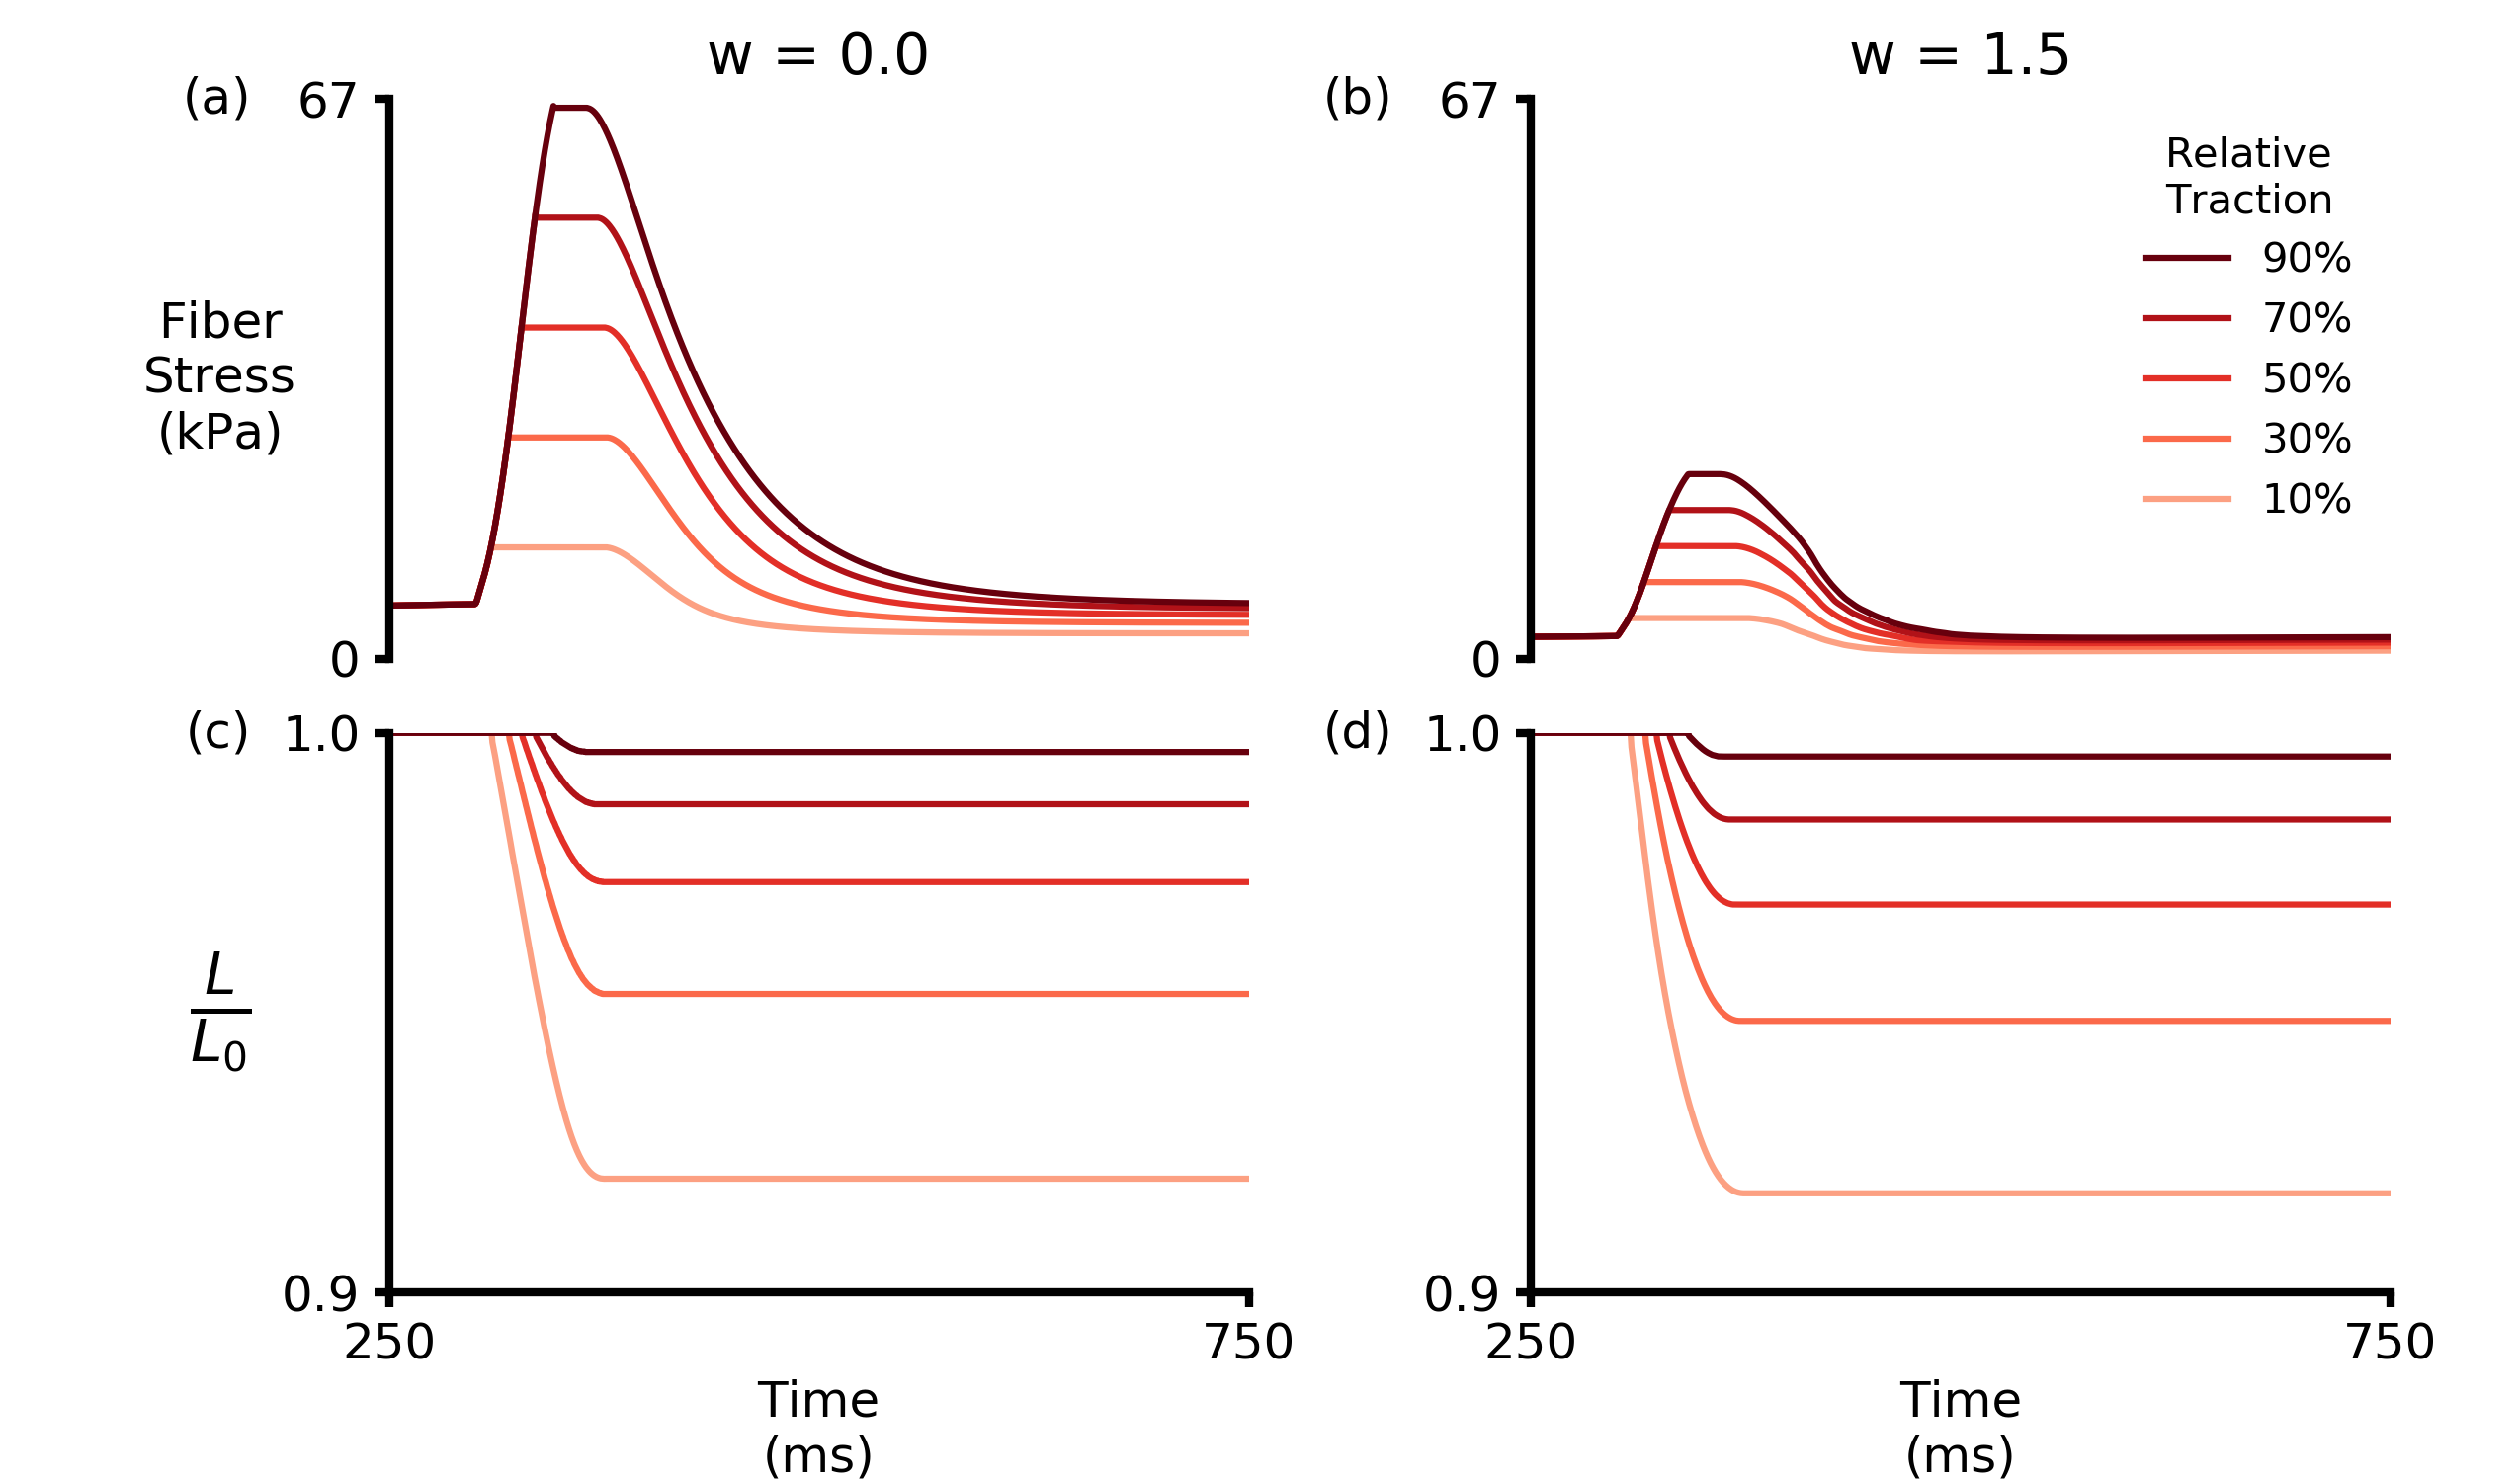 w = 0.0
(a)
67
Fiber
Stress
(kPa)
0
w = 1.5
(b)
67
Relative
Traction
90%
70%
50%
30%
10%
0
(c)
1.0
L
L0
0.9
250
750
Time
(ms)
(d)
1.0
0.9
250
750
Time
(ms)